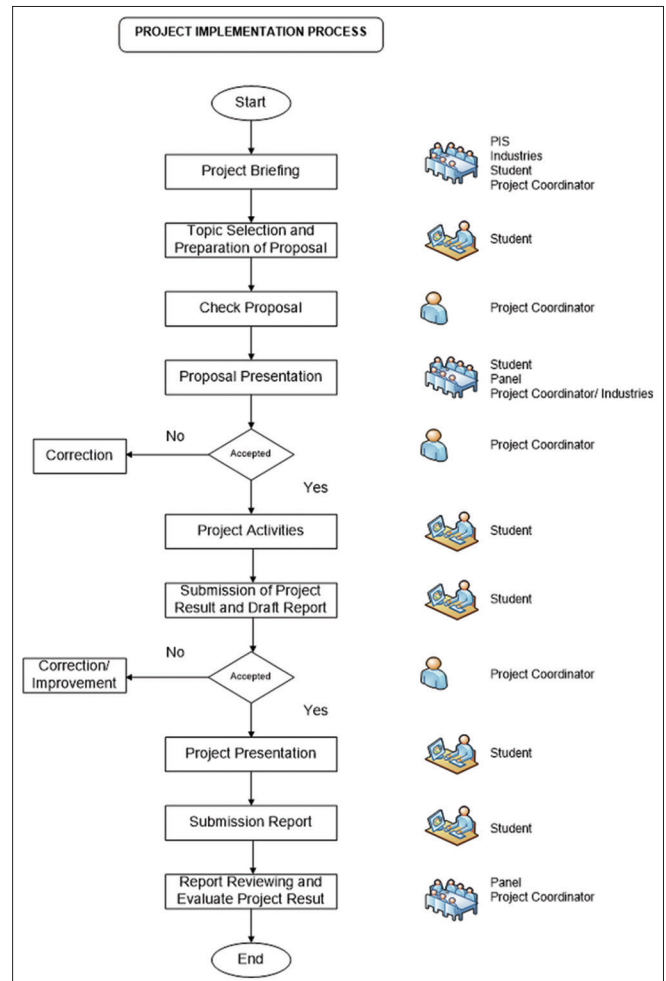 PROJECT IMPLEMENTATION PROCESS
Start
Project Briefing
PIS
Industries
Student
Project Coordinator
Topic Selection and
Preparation of Proposal
Student
Check Proposal
Project Coordinator
Proposal Presentation
Student
Panel
Project Coordinator/ Industries
No
Correction
Accepted
Project Coordinator
Yes
Project Activities
Student
Submission of Project
Result and Draft Report
Student
No
Correction/
Improvement
Accepted
Project Coordinator
Yes
Project Presentation
Student
Submission Report
Student
Report Reviewing and
Evaluate Project Resut
Panel
Project Coordinator
End